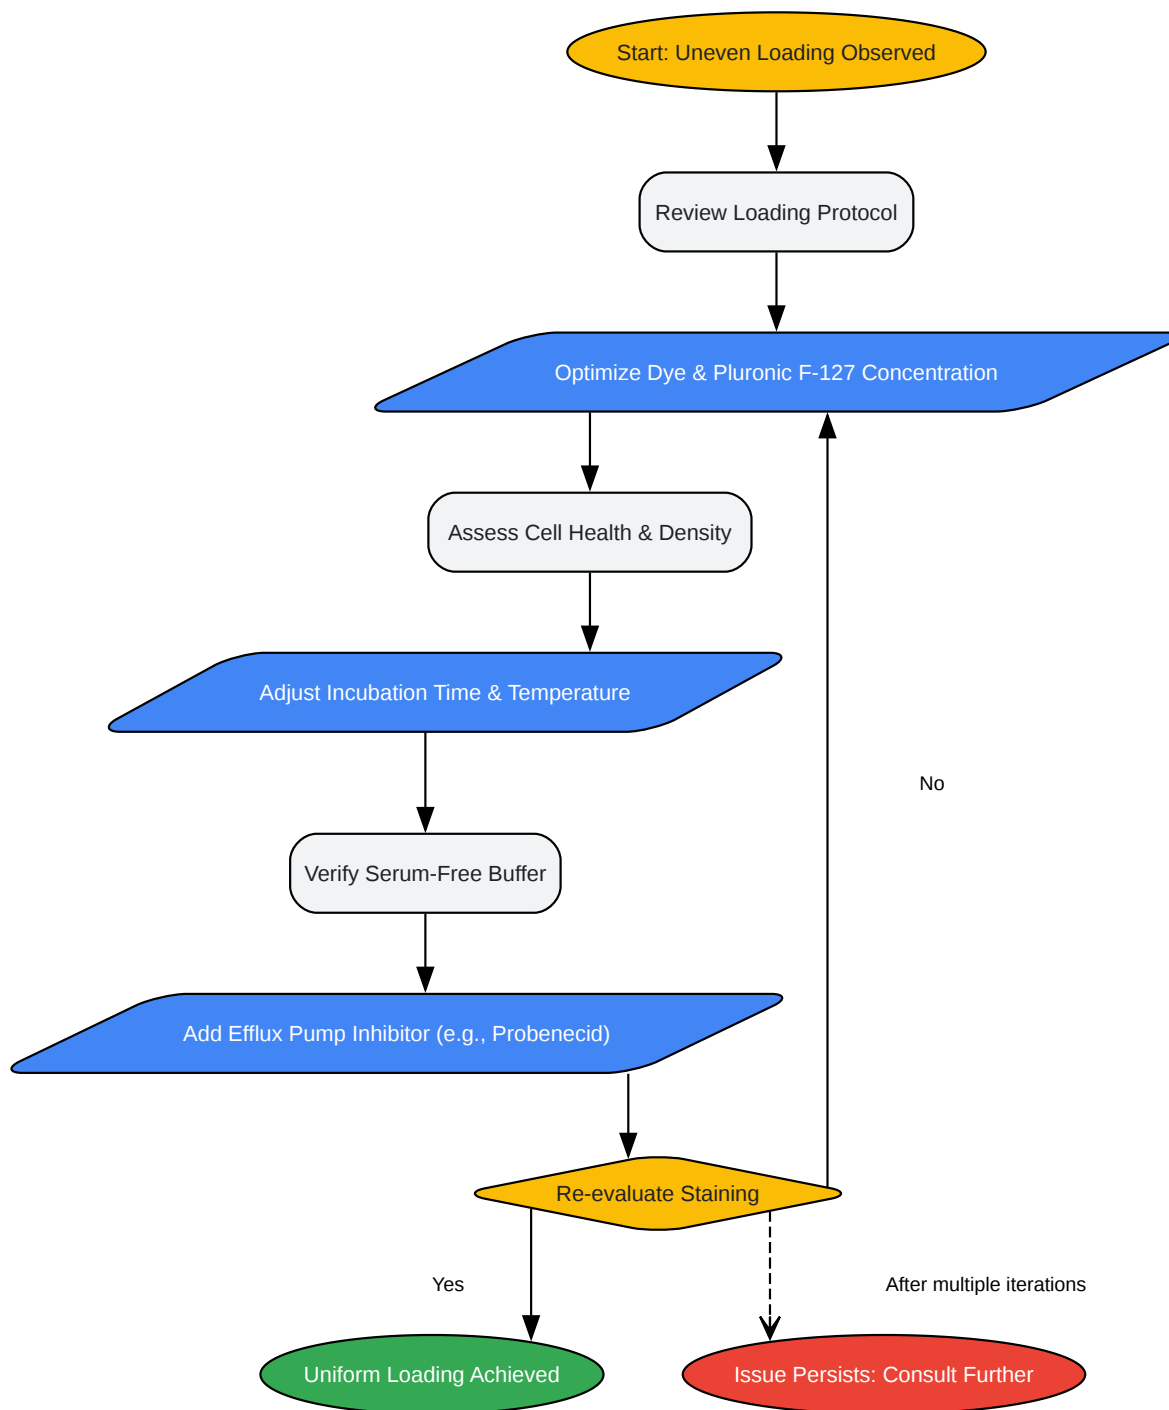 Start: Uneven Loading Observed
Review Loading Protocol
Optimize Dye & Pluronic F-127 Concentration
Assess Cell Health & Density
Adjust Incubation Time & Temperature
No
Verify Serum-Free Buffer
Add Efflux Pump Inhibitor (e.g., Probenecid)
Re-evaluate Staining
Yes
After multiple iterations
Uniform Loading Achieved
Issue Persists: Consult Further